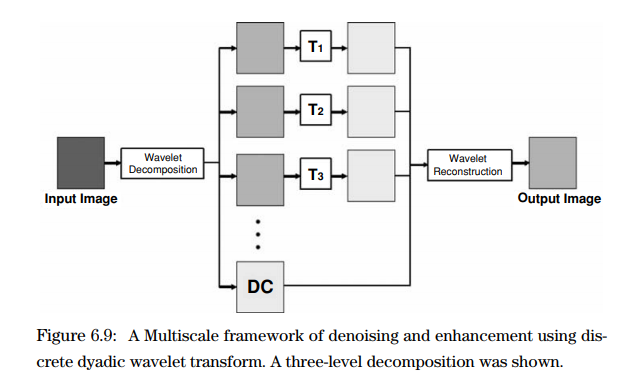 T1
T2
Wavelet
Decomposition
T3
Wavelet
Reconstruction
Input Image
Output Image
DC
Figure 6.9: A Multiscale framework of denoising and enhancement using dis-
crete dyadic wavelet transform. A three-level decomposition was shown.